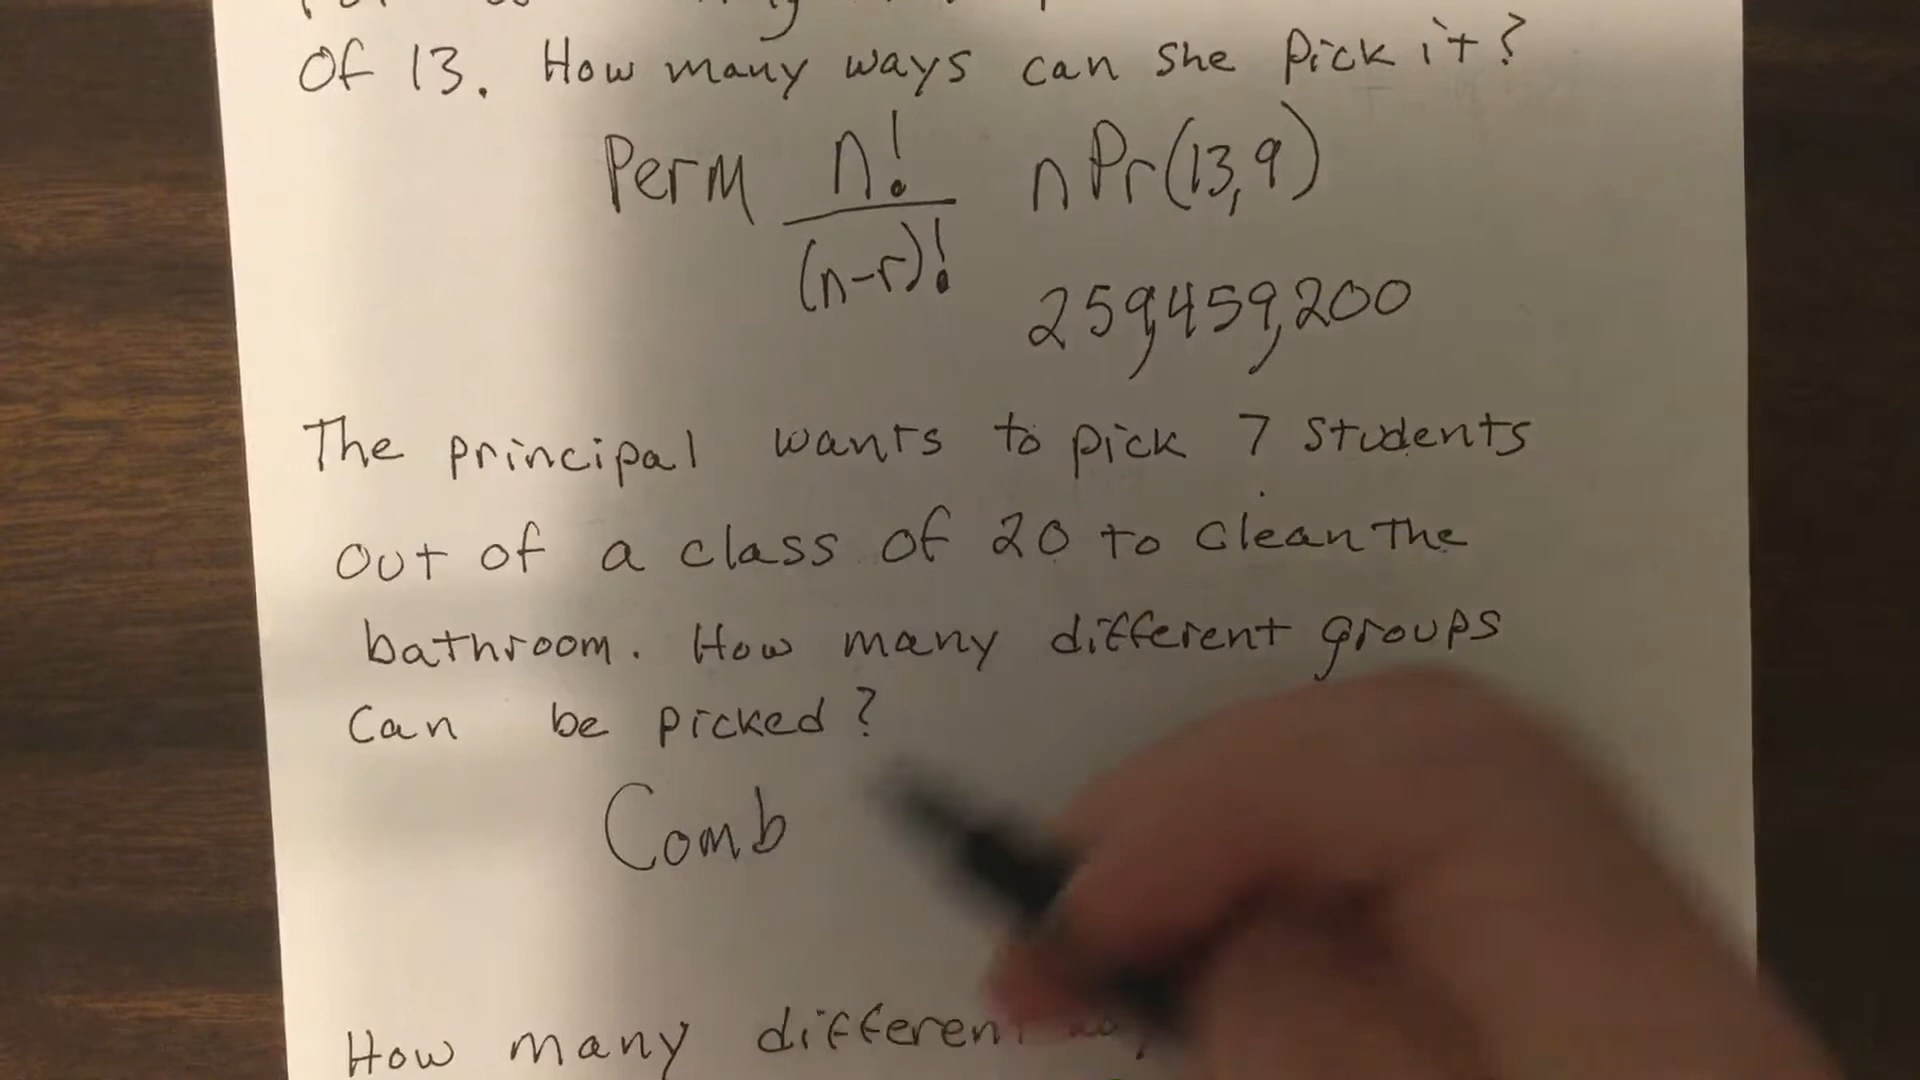 Of 13. How many ways can she pick it?
Perm n! nPr(13,9)
(n-r)!
259,459,200
The principal wants to pick 7 students
out of a class of 20 to clean the
bathroom. How many different groups
can be picked?
Comb
How many different